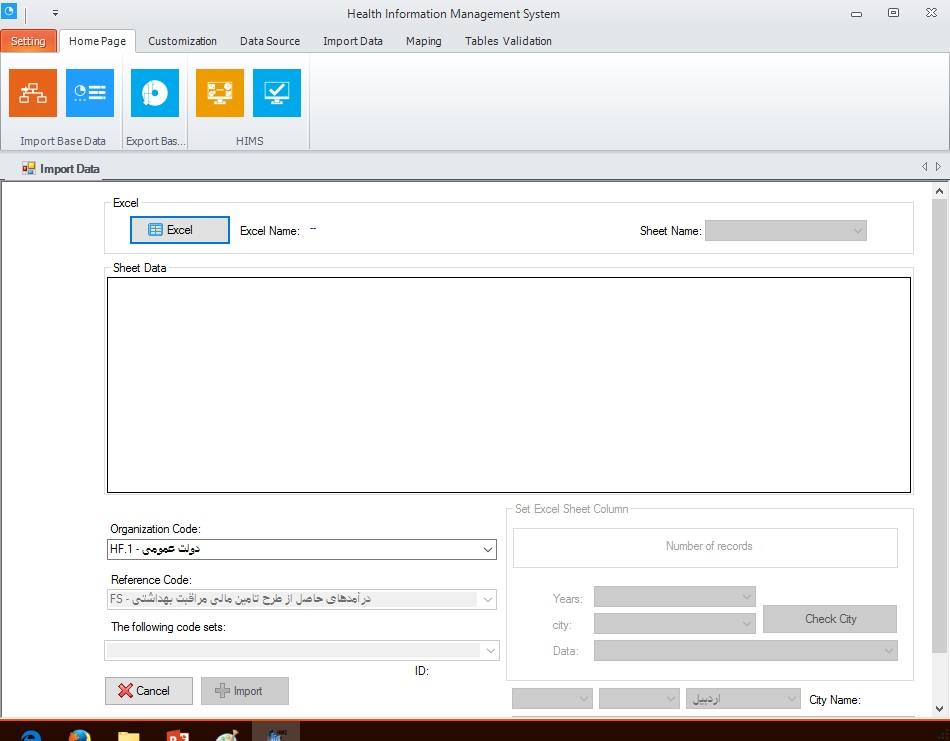 Health Information Management System
Setting
Home Page
Customization
Data Source
Import Data
Maping
Tables Validation
Import Base Data
Export Bas...
HIMS
Import Data
Excel
Excel
Excel Name: --
Sheet Name:
Sheet Data
Organization Code:
HF.1 - دولت عمومی
Reference Code:
FS - درآمدهای حاصل از طرح تامین مالی مراقبت بهداشتی
The following code sets:
ID:
Cancel
Import
Set Excel Sheet Column
Number of records
Years:
city:
Check City
Data:
اردبیل
City Name: